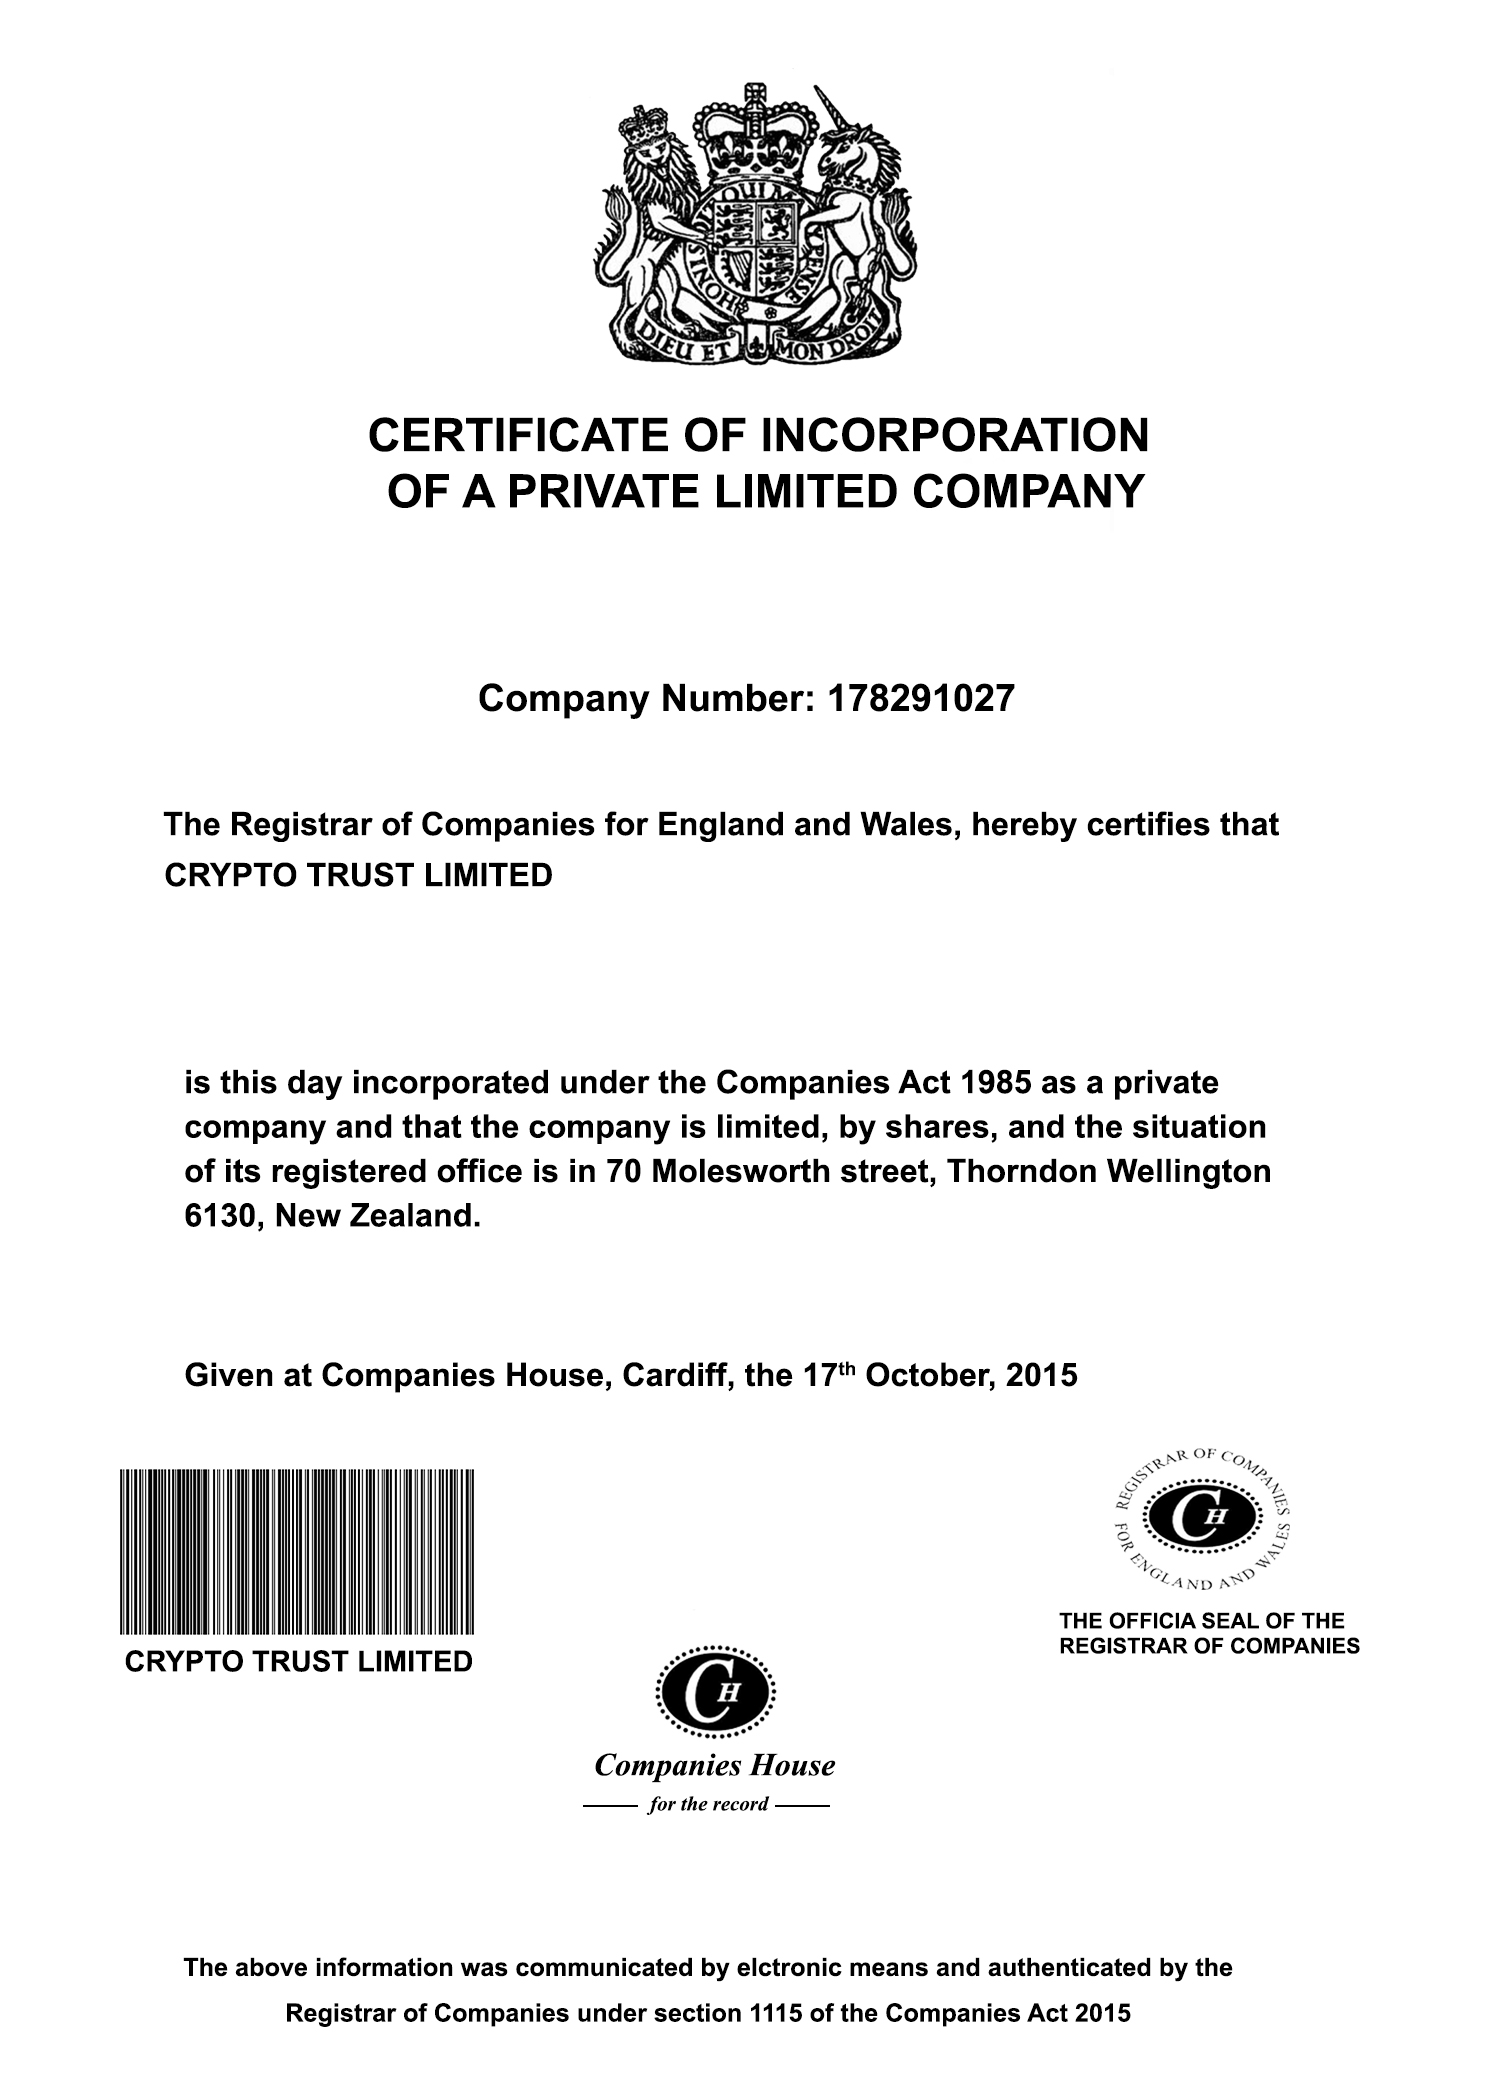 HONI SOIT QUI MAL Y PENSE
DIEU ET MON DROIT
CERTIFICATE OF INCORPORATION
OF A PRIVATE LIMITED COMPANY
Company Number: 178291027
The Registrar of Companies for England and Wales, hereby certifies that
CRYPTO TRUST LIMITED
is this day incorporated under the Companies Act 1985 as a private
company and that the company is limited, by shares, and the situation
of its registered office is in 70 Molesworth street, Thorndon Wellington
6130, New Zealand.
Given at Companies House, Cardiff, the 17th October, 2015
CRYPTO TRUST LIMITED
REGISTRAR OF COMPANIES
FOR ENGLAND AND WALES
CH
THE OFFICIA SEAL OF THE
REGISTRAR OF COMPANIES
CH
Companies House
for the record
The above information was communicated by elctronic means and authenticated by the
Registrar of Companies under section 1115 of the Companies Act 2015